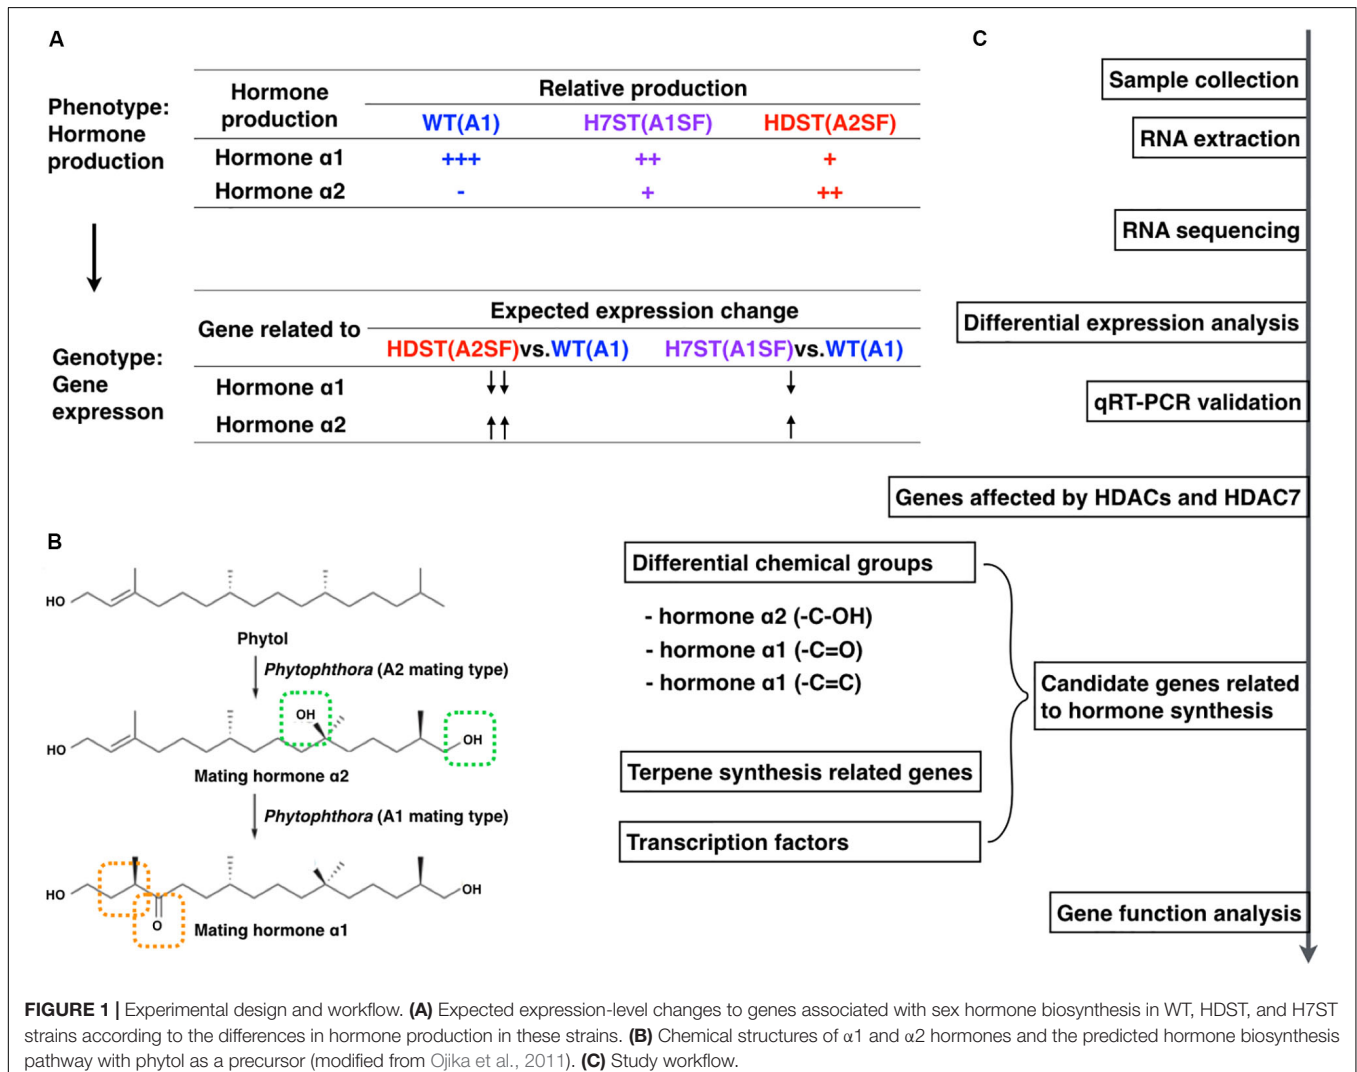 A
Phenotype:
Hormone
production
Hormone
production
Relative production
WT(A1)
H7ST(A1SF)
HDST(A2SF)
Hormone α1
+++
++
+
Hormone α2
-
+
++
Genotype:
Gene
expresson
Gene related to
Expected expression change
HDST(A2SF)vs.WT(A1)
H7ST(A1SF)vs.WT(A1)
Hormone α1
↓↓
↓
Hormone α2
↑↑
↑
B
HO
Phytol
Phytophthora (A2 mating type)
HO
OH
OH
Mating hormone α2
Phytophthora (A1 mating type)
HO
O
OH
Mating hormone α1
C
Sample collection
RNA extraction
RNA sequencing
Differential expression analysis
qRT-PCR validation
Genes affected by HDACs and HDAC7
Differential chemical groups
- hormone α2 (-C-OH)
- hormone α1 (-C=O)
- hormone α1 (-C=C)
Terpene synthesis related genes
Transcription factors
Candidate genes related
to hormone synthesis
Gene function analysis
FIGURE 1 | Experimental design and workflow. (A) Expected expression-level changes to genes associated with sex hormone biosynthesis in WT, HDST, and H7ST
strains according to the differences in hormone production in these strains. (B) Chemical structures of α1 and α2 hormones and the predicted hormone biosynthesis
pathway with phytol as a precursor (modified from Ojika et al., 2011). (C) Study workflow.